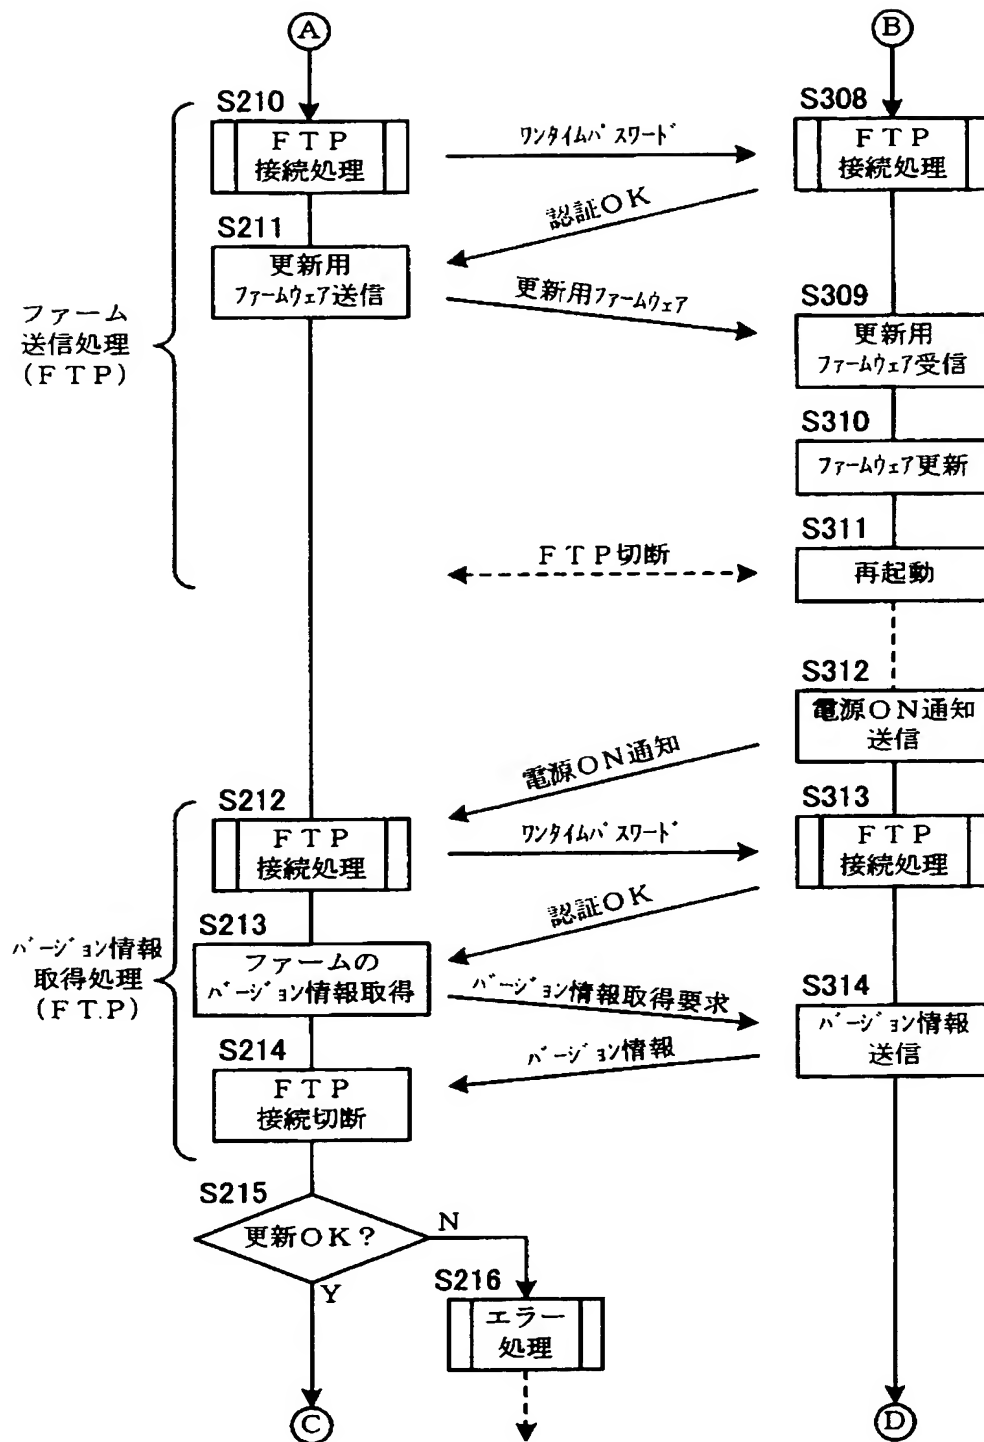 A
B
S210
FTP
接続処理
ワンタイムパスワード
S308
FTP
接続処理
認証OK
S211
更新用
ファームウェア送信
更新用ファームウェア
S309
更新用
ファームウェア受信
ファーム
送信処理
(FTP)
S310
ファームウェア更新
S311
再起動
FTP切断
S312
電源ON通知
送信
電源ON通知
S212
FTP
接続処理
ワンタイムパスワード
S313
FTP
接続処理
認証OK
S213
ファームの
バージョン情報取得
バージョン情報取得要求
S314
バージョン情報
送信
バージョン情報
取得処理
(FT.P)
バージョン情報
S214
FTP
接続切断
S215
更新OK?
N
Y
S216
エラー
処理
C
D